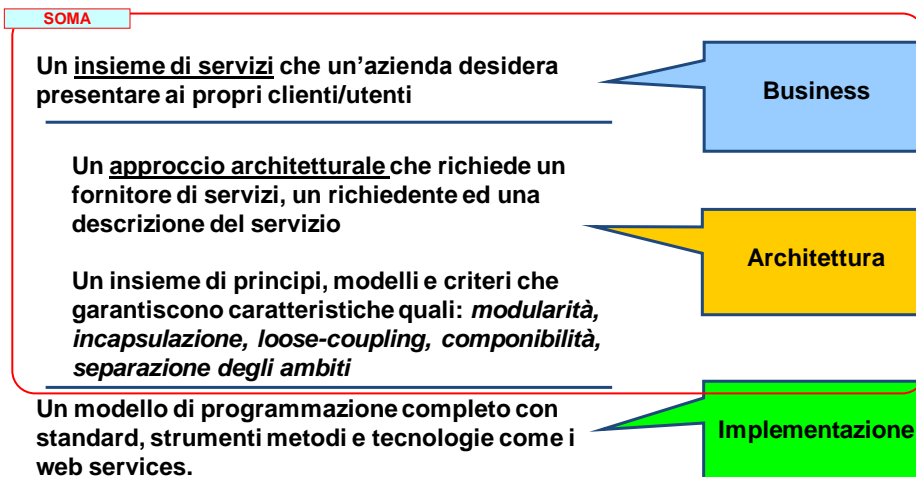 SOMA
Un insieme di servizi che un'azienda desidera
presentare ai propri clienti/utenti
Business
Un approccio architetturale che richiede un
fornitore di servizi, un richiedente ed una
descrizione del servizio
Architettura
Un insieme di principi, modelli e criteri che
garantiscono caratteristiche quali: modularità,
incapsulazione, loose-coupling, componibilità,
separazione degli ambiti
Un modello di programmazione completo con
standard, strumenti metodi e tecnologie come i
web services.
Implementazione